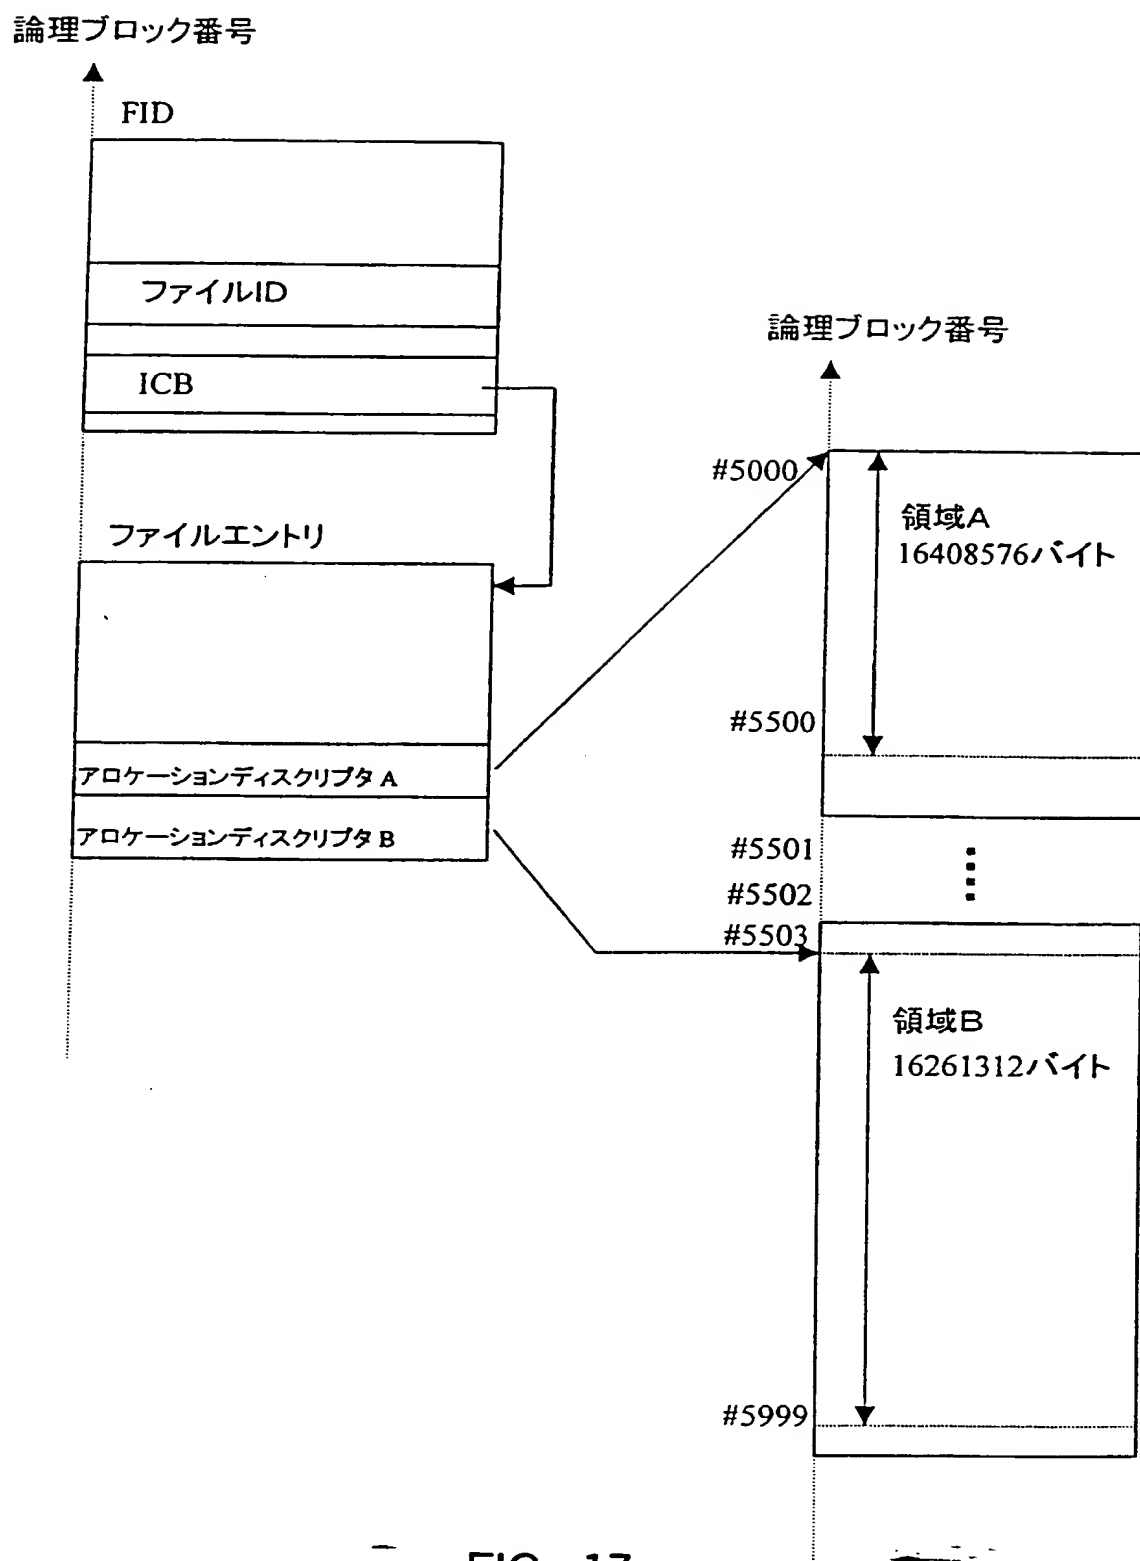 論理ブロック番号
FID
ファイルID
ICB
ファイルエントリ
アロケーションディスクリプタ A
アロケーションディスクリプタ B
論理ブロック番号
#5000
領域A
16408576バイト
#5500
#5501
#5502
#5503
領域B
16261312バイト
#5999
FIG. 17